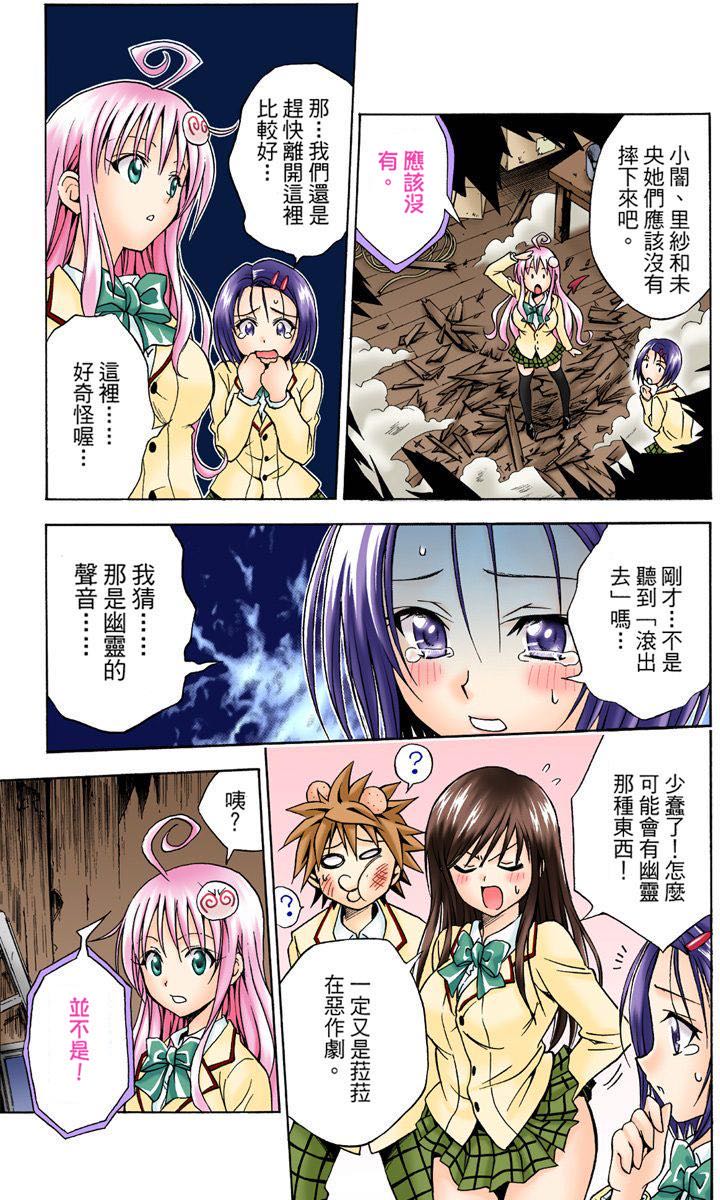 小闇、里紗和未
央她們應該沒有
摔下來吧。
應該沒
有。
那⋯我們還是
趕快離開這裡
比較好⋯
這裡⋯⋯
好奇怪喔⋯
剛才⋯不是
聽到「滾出
去」嗎⋯
我猜⋯⋯
那是幽靈的
聲音⋯⋯
少蠢了！怎麼
可能會有幽靈
那種東西！
？
？
一定又是菈菈
在惡作劇。
咦？
並不是！